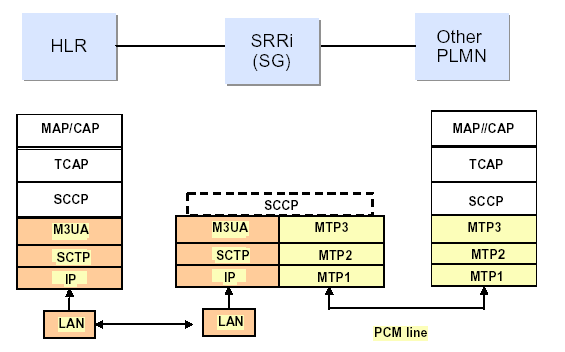 HLR
SRRi
(SG)
Other
PLMN
MAP/CAP
TCAP
SCCP
M3UA
SCTP
IP
LAN
SCCP
M3UA
MTP3
SCTP
MTP2
IP
MTP1
LAN
MAP//CAP
TCAP
SCCP
MTP3
MTP2
MTP1
PCM line